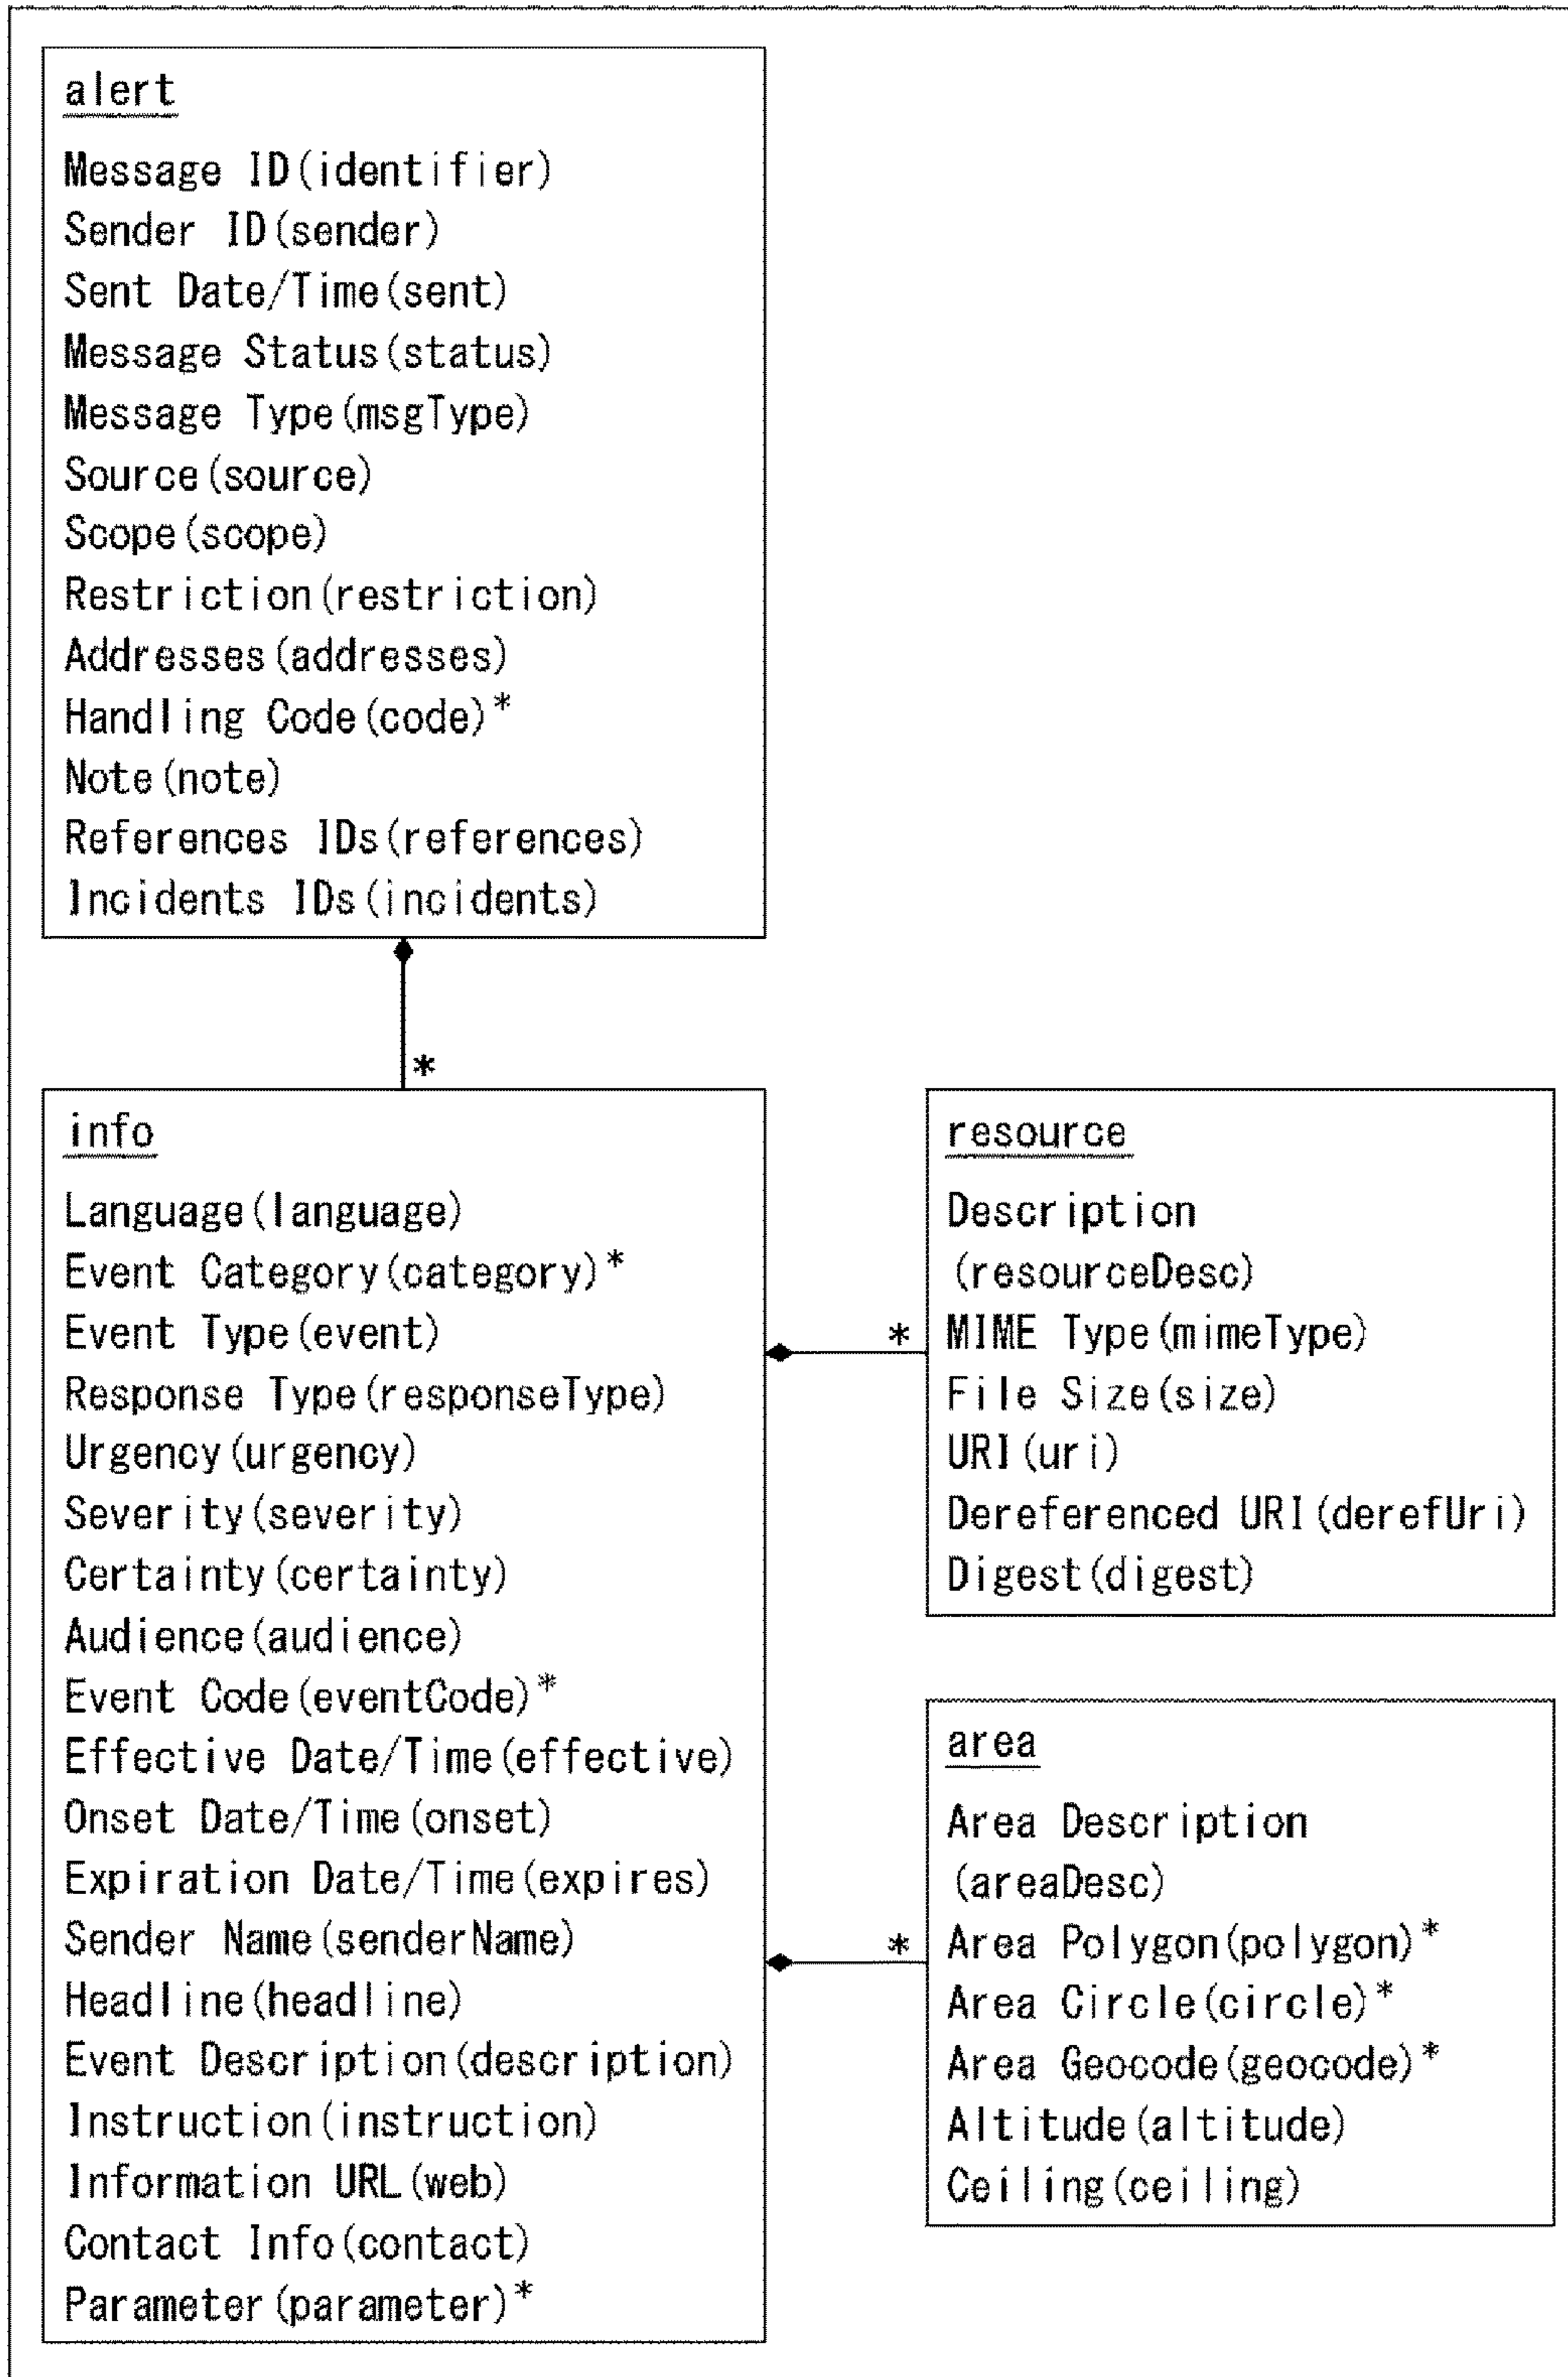 alert
Message ID(identifier)
Sender ID(sender)
Sent Date/Time(sent)
Message Status(status)
Message Type(msgType)
Source(source)
Scope(scope)
Restriction(restriction)
Addresses(addresses)
Handling Code(code)*
Note(note)
References IDs(references)
Incidents IDs(incidents)
*
info
Language(language)
Event Category(category)*
Event Type(event)
Response Type(responseType)
Urgency(urgency)
Severity(severity)
Certainty(certainty)
Audience(audience)
Event Code(eventCode)*
Effective Date/Time(effective)
Onset Date/Time(onset)
Expiration Date/Time(expires)
Sender Name(senderName)
Headline(headline)
Event Description(description)
Instruction(instruction)
Information URL(web)
Contact Info(contact)
Parameter(parameter)*
*
resource
Description
(resourceDesc)
MIME Type(mimeType)
File Size(size)
URI(uri)
Dereferenced URI(derefUri)
Digest(digest)
*
area
Area Description
(areaDesc)
Area Polygon(polygon)*
Area Circle(circle)*
Area Geocode(geocode)*
Altitude(altitude)
Ceiling(ceiling)